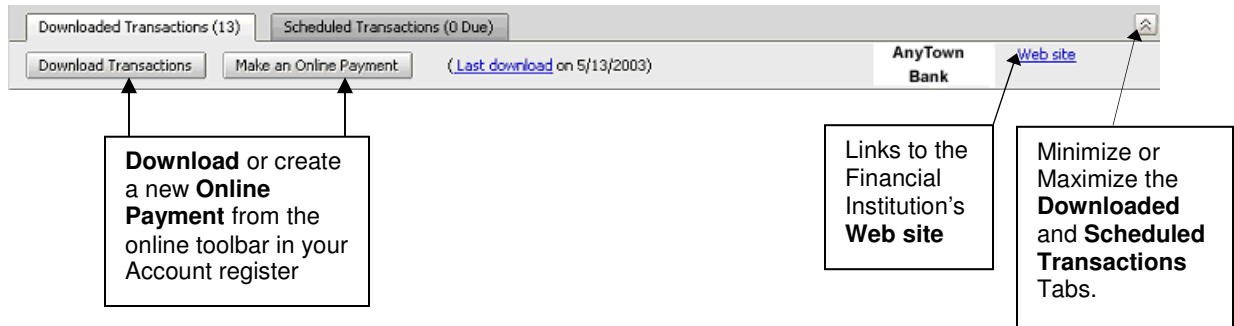 Downloaded Transactions (13) Scheduled Transactions (0 Due)
Download Transactions Make an Online Payment ( Last download on 5/13/2003) AnyTown Web site
Bank
Download or create
a new Online
Payment from the
online toolbar in your
Account register
Links to the
Financial
Institution’s
Web site
Minimize or
Maximize the
Downloaded
and Scheduled
Transactions
Tabs.